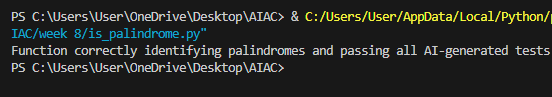 PS C:\Users\User\OneDrive\Desktop\AIAC> & C:/Users/User/AppData/Local/Python/
IAC/week 8/is_palindrome.py"
Function correctly identifying palindromes and passing all AI-generated tests
PS C:\Users\User\OneDrive\Desktop\AIAC>